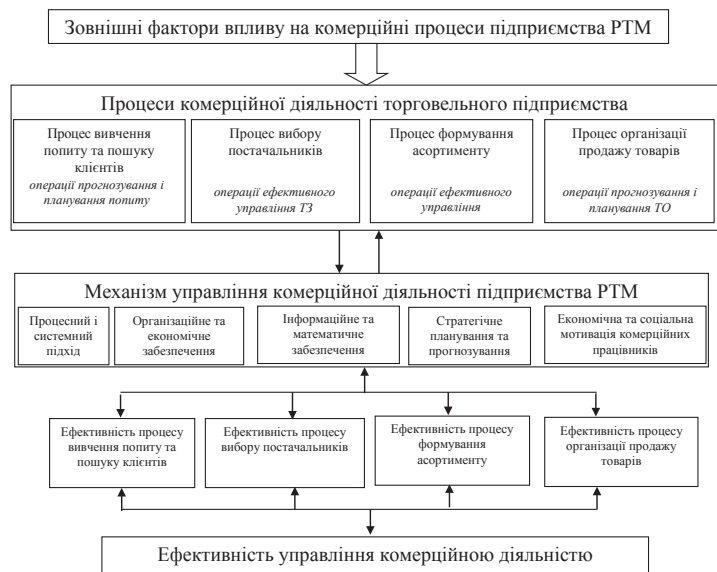 Зовнішні фактори впливу на комерційні процеси підприємства РТМ
Процеси комерційної діяльності торговельного підприємства
Процес вивчення
попиту та пошуку
клієнтів
операції прогнозування і
планування попиту
Процес вибору
постачальників
операції ефективного
управління ТЗ
Процес формування
асортименту
операції ефективного
управління
Процес організації
продажу товарів
операції прогнозування і
планування ТО
Механізм управління комерційної діяльності підприємства РТМ
Процесний і
системний
підхід
Організаційне та
економічне
забезпечення
Інформаційне та
математичне
забезпечення
Стратегічне
планування та
прогнозування
Економічна та соціальна
мотивація комерційних
працівників
Ефективність процесу
вивчення попиту та
пошуку клієнтів
Ефективність процесу
вибору постачальників
Ефективність процесу
формування
асортименту
Ефективність процесу
організації продажу
товарів
Ефективність управління комерційною діяльністю